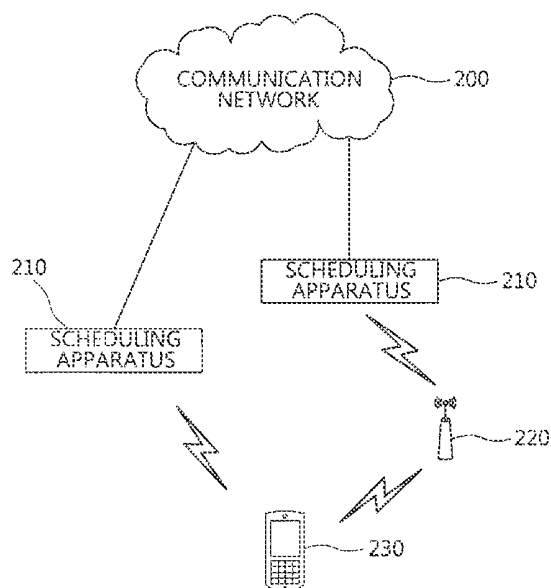 COMMUNICATION
NETWORK
200
210
SCHEDULING
APPARATUS
210
SCHEDULING
APPARATUS
220
230